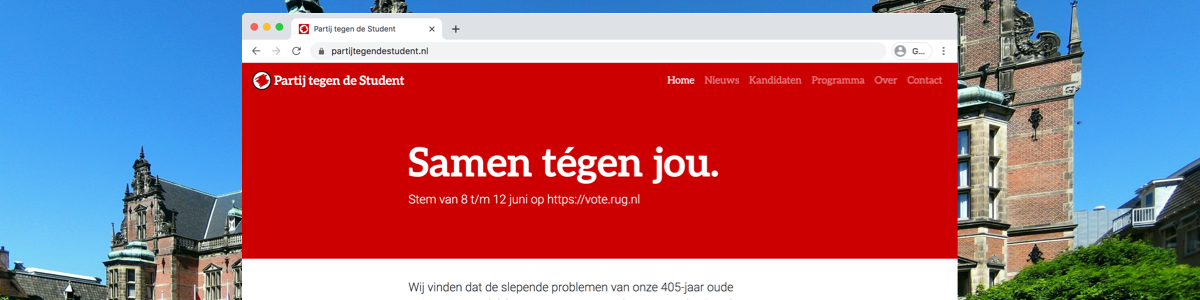 Partij tegen de Student
partijtegendestudent.nl
G...
Partij tegen de Student
Home Nieuws Kandidaten Programma Over Contact
Samen tégen jou.
Stem van 8 t/m 12 juni op https://vote.rug.nl
Wij vinden dat de slepende problemen van onze 405-jaar oude